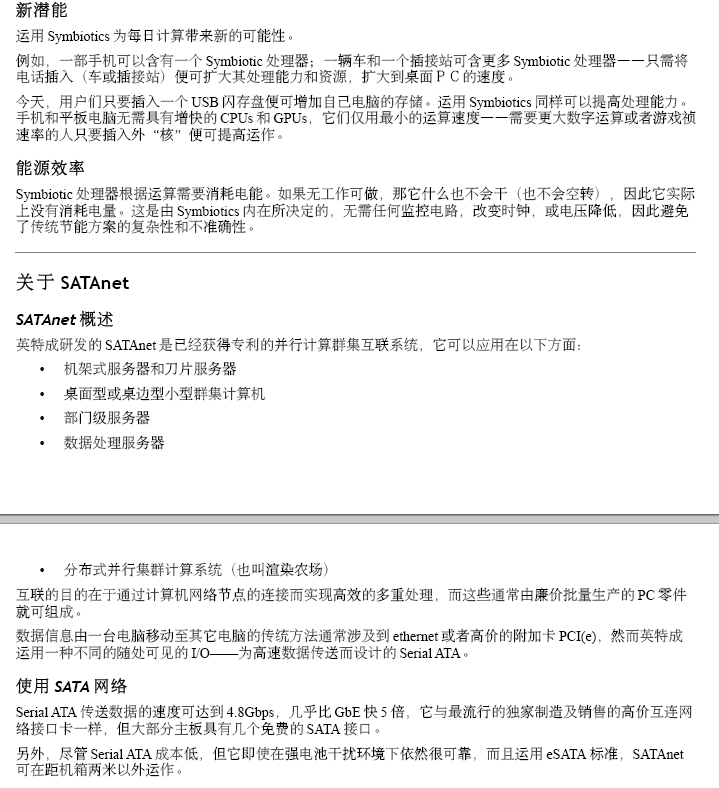 新潜能
运用 Symbiotics 为每日计算带来新的可能性。
例如，一部手机可以含有一个 Symbiotic 处理器；一辆车和一个插接站可含更多 Symbiotic 处理器——只需将
电话插入（车或插接站）便可扩大其处理能力和资源，扩大到桌面ＰＣ的速度。
今天，用户们只要插入一个 USB 闪存盘便可增加自己电脑的存储。运用 Symbiotics 同样可以提高处理能力。
手机和平板电脑无需具有增快的 CPUs 和 GPUs，它们仅用最小的运算速度——需要更大数字运算或者游戏祯
速率的人只要插入外“核”便可提高运作。
能源效率
Symbiotic 处理器根据运算需要消耗电能。如果无工作可做，那它什么也不会干（也不会空转），因此它实际
上没有消耗电量。这是由 Symbiotics 内在所决定的，无需任何监控电路，改变时钟，或电压降低，因此避免
了传统节能方案的复杂性和不准确性。
关于 SATAnet
SATAnet 概述
英特成研发的 SATAnet 是已经获得专利的并行计算群集互联系统，它可以应用在以下方面：
• 机架式服务器和刀片服务器
• 桌面型或桌边型小型群集计算机
• 部门级服务器
• 数据处理服务器
• 分布式并行集群计算系统（也叫渲染农场）
互联的目的在于通过计算机网络节点的连接而实现高效的多重处理，而这些通常由廉价批量生产的 PC 零件
就可组成。
数据信息由一台电脑移动至其它电脑的传统方法通常涉及到 ethernet 或者高价的附加卡 PCI(e)，然而英特成
运用一种不同的随处可见的 I/O——为高速数据传送而设计的 Serial ATA。
使用 SATA 网络
Serial ATA 传送数据的速度可达到 4.8Gbps，几乎比 GbE 快 5 倍，它与最流行的独家制造及销售的高价互连网
络接口卡一样，但大部分主板具有几个免费的 SATA 接口。
另外，尽管 Serial ATA 成本低，但它即使在强电池干扰环境下依然很可靠，而且运用 eSATA 标准，SATAnet
可在距机箱两米以外运作。